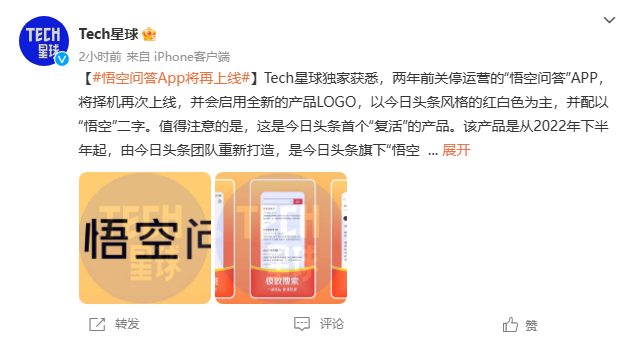 TECH
星球
Tech星球
2小时前 来自 iPhone客户端
【#悟空问答App将再上线#】Tech星球独家获悉，两年前关停运营的“悟空问答”APP，
将择机再次上线，并会启用全新的产品LOGO，以今日头条风格的红白色为主，并配以
“悟空”二字。值得注意的是，这是今日头条首个“复活”的产品。该产品是从2022年下半
年起，由今日头条团队重新打造，是今日头条旗下“悟空 ... 展开
TECH
悟空问
星球
TECH
星球
极致搜索
转发
评论
赞